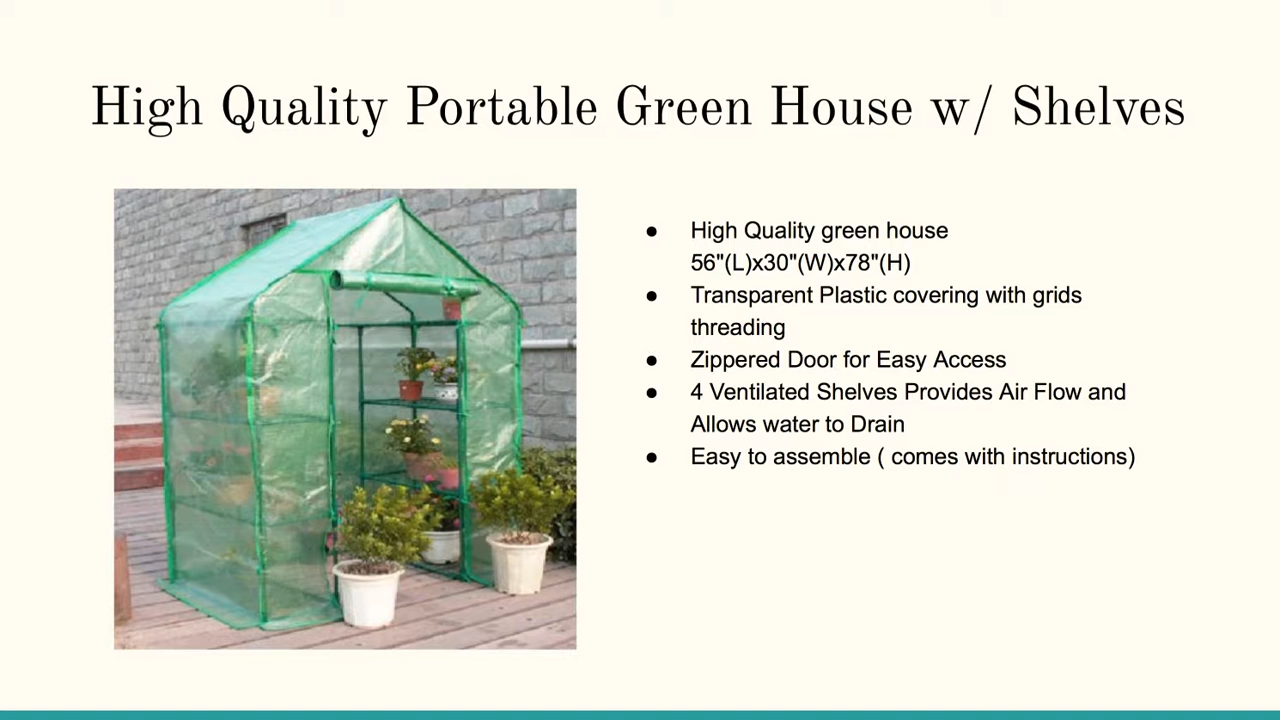 High Quality Portable Green House w/ Shelves
● High Quality green house
56"(L)x30"(W)x78"(H)
● Transparent Plastic covering with grids
threading
● Zippered Door for Easy Access
● 4 Ventilated Shelves Provides Air Flow and
Allows water to Drain
● Easy to assemble ( comes with instructions)